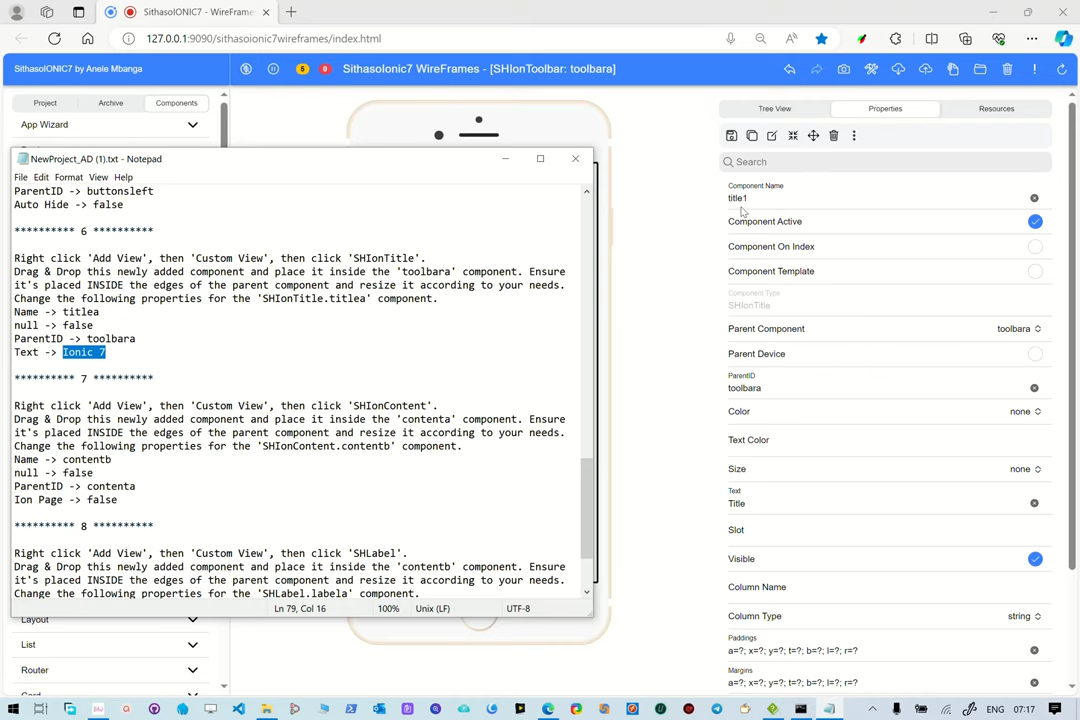 SithasoIONIC7 - WireFrames
127.0.0.1:9090/sithasoionic7wireframes/index.html
SithasoIONIC7 by Anele Mbanga
5
0
SithasoIonic7 WireFrames - [SHIonToolbar: toolbara]
Project
Archive
Components
App Wizard
Tree View
Properties
Resources
Search
NewProject_AD (1).txt - Notepad
File Edit Format View Help
ParentID -> buttonsleft
Auto Hide -> false
********** 6 **********
Right click 'Add View', then 'Custom View', then click 'SHIonTitle'.
Drag & Drop this newly added component and place it inside the 'toolbara' component. Ensure
it's placed INSIDE the edges of the parent component and resize it according to your needs.
Change the following properties for the 'SHIonTitle.titlea' component.
Name -> titlea
null -> false
ParentID -> toolbara
Text -> Ionic 7
********** 7 **********
Right click 'Add View', then 'Custom View', then click 'SHIonContent'.
Drag & Drop this newly added component and place it inside the 'contenta' component. Ensure
it's placed INSIDE the edges of the parent component and resize it according to your needs.
Change the following properties for the 'SHIonContent.contentb' component.
Name -> contentb
null -> false
ParentID -> contenta
Ion Page -> false
********** 8 **********
Right click 'Add View', then 'Custom View', then click 'SHLabel'.
Drag & Drop this newly added component and place it inside the 'contentb' component. Ensure
it's placed INSIDE the edges of the parent component and resize it according to your needs.
Change the following properties for the 'SHLabel.labela' component.
Ln 79, Col 16
100%
Unix (LF)
UTF-8
Layout
List
Router
Component Name
title1
Component Active
Component On Index
Component Template
Component Type
SHIonTitle
Parent Component
toolbara
Parent Device
ParentID
toolbara
Color
none
Text Color
Size
none
Text
Title
Slot
Visible
Column Name
Column Type
string
Paddings
a=?; x=?; y=?; t=?; b=?; l=?; r=?
Margins
a=?; x=?; y=?; t=?; b=?; l=?; r=?
ENG
07:17